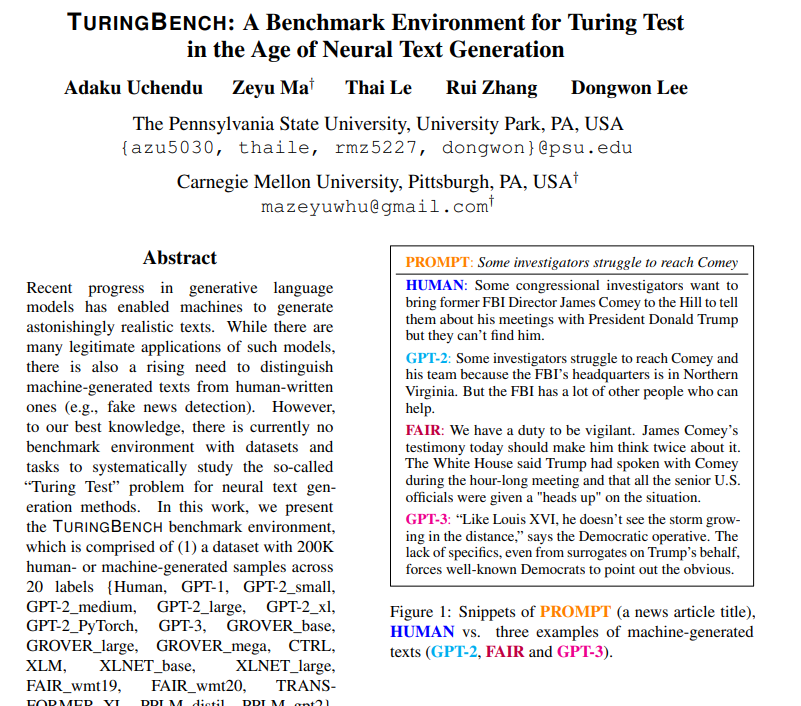 TURINGBENCH: A Benchmark Environment for Turing Test
in the Age of Neural Text Generation
Adaku Uchendu Zeyu Ma† Thai Le Rui Zhang Dongwon Lee
The Pennsylvania State University, University Park, PA, USA
{azu5030, thaile, rmz5227, dongwon}@psu.edu
Carnegie Mellon University, Pittsburgh, PA, USA†
mazeyuwhu@gmail.com†
Abstract
Recent progress in generative language
models has enabled machines to generate
astonishingly realistic texts. While there are
many legitimate applications of such models,
there is also a rising need to distinguish
machine-generated texts from human-written
ones (e.g., fake news detection). However,
to our best knowledge, there is currently no
benchmark environment with datasets and
tasks to systematically study the so-called
“Turing Test” problem for neural text gen-
eration methods. In this work, we present
the TURINGBENCH benchmark environment,
which is comprised of (1) a dataset with 200K
human- or machine-generated samples across
20 labels {Human, GPT-1, GPT-2_small,
GPT-2_medium, GPT-2_large, GPT-2_xl,
GPT-2_PyTorch, GPT-3, GROVER_base,
GROVER_large, GROVER_mega, CTRL,
XLM, XLNET_base, XLNET_large,
FAIR_wmt19, FAIR_wmt20, TRANS-
FORMER_XL, PPLM_distil, PPLM_gpt2},
PROMPT: Some investigators struggle to reach Comey
HUMAN: Some congressional investigators want to
bring former FBI Director James Comey to the Hill to tell
them about his meetings with President Donald Trump
but they can’t find him.
GPT-2: Some investigators struggle to reach Comey and
his team because the FBI’s headquarters is in Northern
Virginia. But the FBI has a lot of other people who can
help.
FAIR: We have a duty to be vigilant. James Comey’s
testimony today should make him think twice about it.
The White House said Trump had spoken with Comey
during the hour-long meeting and that all the senior U.S.
officials were given a "heads up" on the situation.
GPT-3: “Like Louis XVI, he doesn’t see the storm grow-
ing in the distance,” says the Democratic operative. The
lack of specifics, even from surrogates on Trump’s behalf,
forces well-known Democrats to point out the obvious.
Figure 1: Snippets of PROMPT (a news article title),
HUMAN vs. three examples of machine-generated
texts (GPT-2, FAIR and GPT-3).